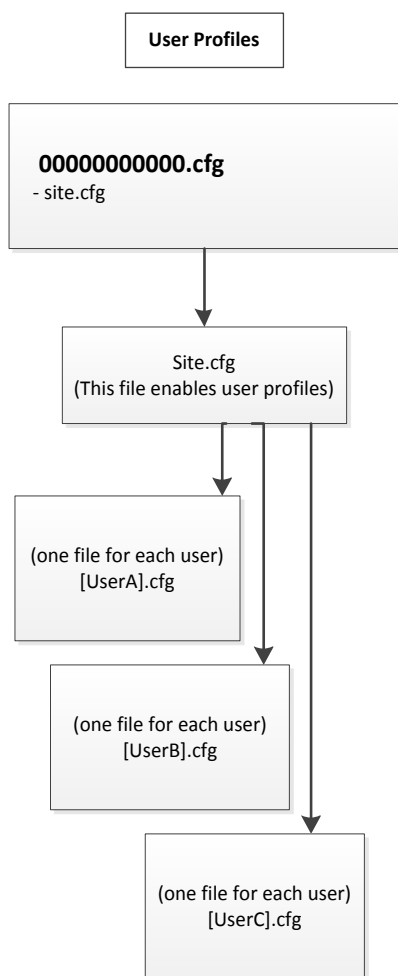 User Profiles
00000000000.cfg
- site.cfg
Site.cfg
(This file enables user profiles)
(one file for each user)
[UserA].cfg
(one file for each user)
[UserB].cfg
(one file for each user)
[UserC].cfg